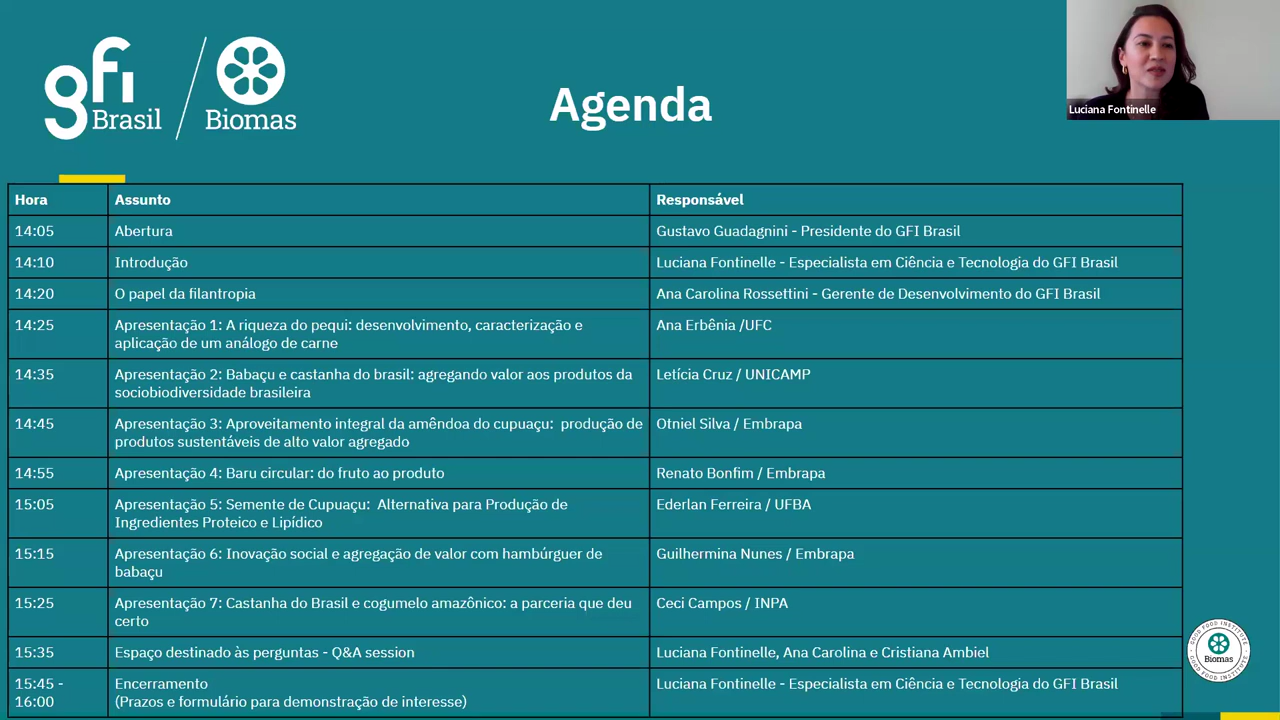 gfi
Brasil
Biomas
Agenda
Luciana Fontinelle
Hora Assunto Responsável
14:05 Abertura Gustavo Guadagnini - Presidente do GFI Brasil
14:10 Introdução Luciana Fontinelle - Especialista em Ciência e Tecnologia do GFI Brasil
14:20 O papel da filantropia Ana Carolina Rossettini - Gerente de Desenvolvimento do GFI Brasil
14:25 Apresentação 1: A riqueza do pequi: desenvolvimento, caracterização e Ana Erbênia /UFC
aplicação de um análogo de carne
14:35 Apresentação 2: Babaçu e castanha do brasil: agregando valor aos produtos da Letícia Cruz / UNICAMP
sociobiodiversidade brasileira
14:45 Apresentação 3: Aproveitamento integral da amêndoa do cupuaçu: produção de Otniel Silva / Embrapa
produtos sustentáveis de alto valor agregado
14:55 Apresentação 4: Baru circular: do fruto ao produto Renato Bonfim / Embrapa
15:05 Apresentação 5: Semente de Cupuaçu: Alternativa para Produção de Ederlan Ferreira / UFBA
Ingredientes Proteico e Lipídico
15:15 Apresentação 6: Inovação social e agregação de valor com hambúrguer de Guilhermina Nunes / Embrapa
babaçu
15:25 Apresentação 7: Castanha do Brasil e cogumelo amazônico: a parceria que deu Ceci Campos / INPA
certo
15:35 Espaço destinado às perguntas - Q&A session Luciana Fontinelle, Ana Carolina e Cristiana Ambiel
15:45 - Encerramento Luciana Fontinelle - Especialista em Ciência e Tecnologia do GFI Brasil
16:00 (Prazos e formulário para demonstração de interesse)
GOOD FOOD INSTITUTE
Biomas
GOOD FOOD INSTITUTE